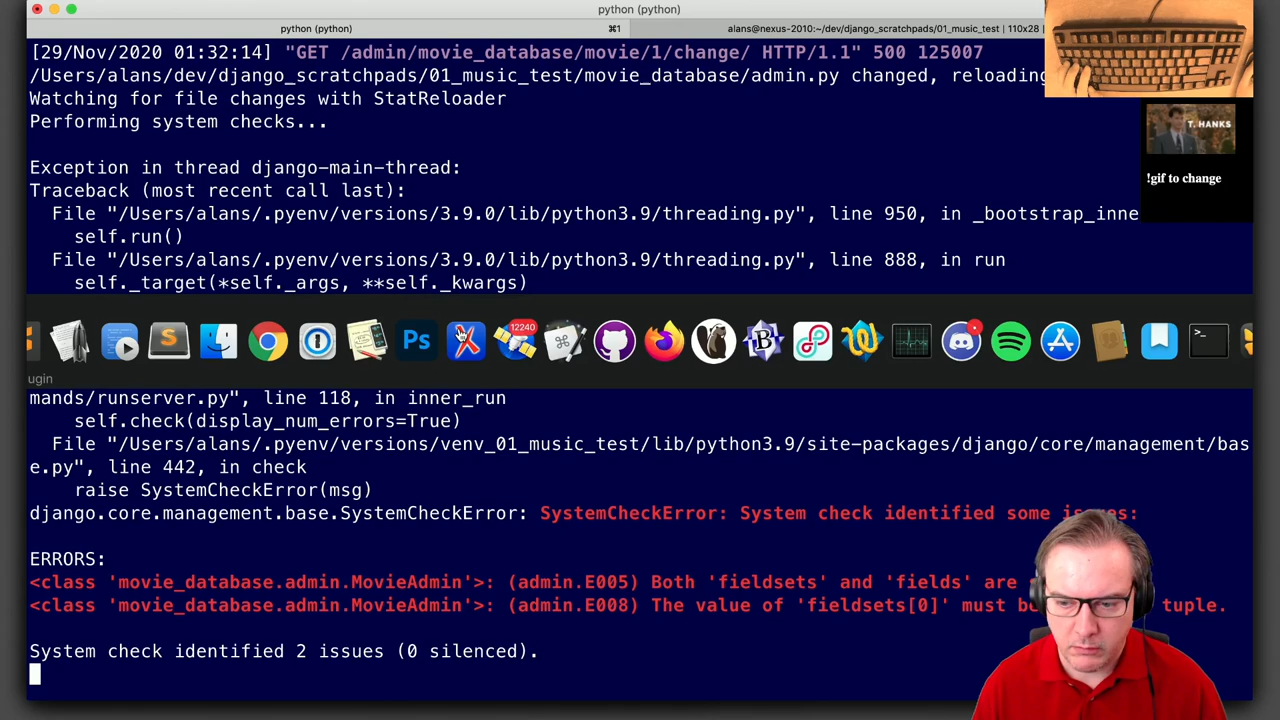 python (python)
python (python)
⌘1
alans@nexus-2010:~/dev/django_scratchpads/01_music_test | 110x28
[29/Nov/2020 01:32:14] "GET /admin/movie_database/movie/1/change/ HTTP/1.1" 500 125007
/Users/alans/dev/django_scratchpads/01_music_test/movie_database/admin.py changed, reloading
Watching for file changes with StatReloader
Performing system checks...
T. HANKS
!gif to change
Exception in thread django-main-thread:
Traceback (most recent call last):
File "/Users/alans/.pyenv/versions/3.9.0/lib/python3.9/threading.py", line 950, in _bootstrap_inne
self.run()
File "/Users/alans/.pyenv/versions/3.9.0/lib/python3.9/threading.py", line 888, in run
self._target(*self._args, **self._kwargs)
Ps
12240
ugin
mands/runserver.py", line 118, in inner_run
self.check(display_num_errors=True)
File "/Users/alans/.pyenv/versions/venv_01_music_test/lib/python3.9/site-packages/django/core/management/bas
e.py", line 442, in check
raise SystemCheckError(msg)
django.core.management.base.SystemCheckError: SystemCheckError: System check identified some issues:
ERRORS:
<class 'movie_database.admin.MovieAdmin'>: (admin.E005) Both 'fieldsets' and 'fields' are
<class 'movie_database.admin.MovieAdmin'>: (admin.E008) The value of 'fieldsets[0]' must tuple.
System check identified 2 issues (0 silenced).